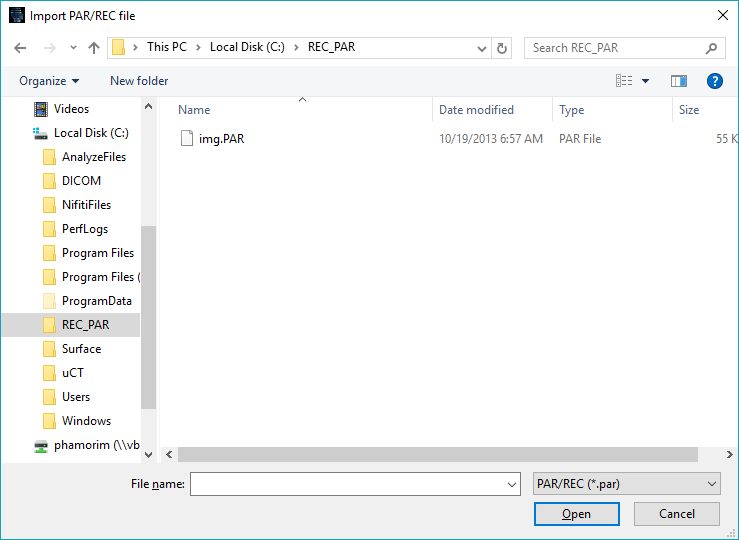 Import PAR/REC file
This PC > Local Disk (C:) > REC_PAR
Search REC_PAR
Organize
New folder
?
Name
Date modified
Type
Size
Videos
Local Disk (C:)
AnalyzeFiles
DICOM
NifitiFiles
PerfLogs
Program Files
Program Files (
ProgramData
REC_PAR
Surface
uCT
Users
Windows
phamorim (\\vb
img.PAR
10/19/2013 6:57 AM
PAR File
55 K
File name:
PAR/REC (*.par)
Open
Cancel